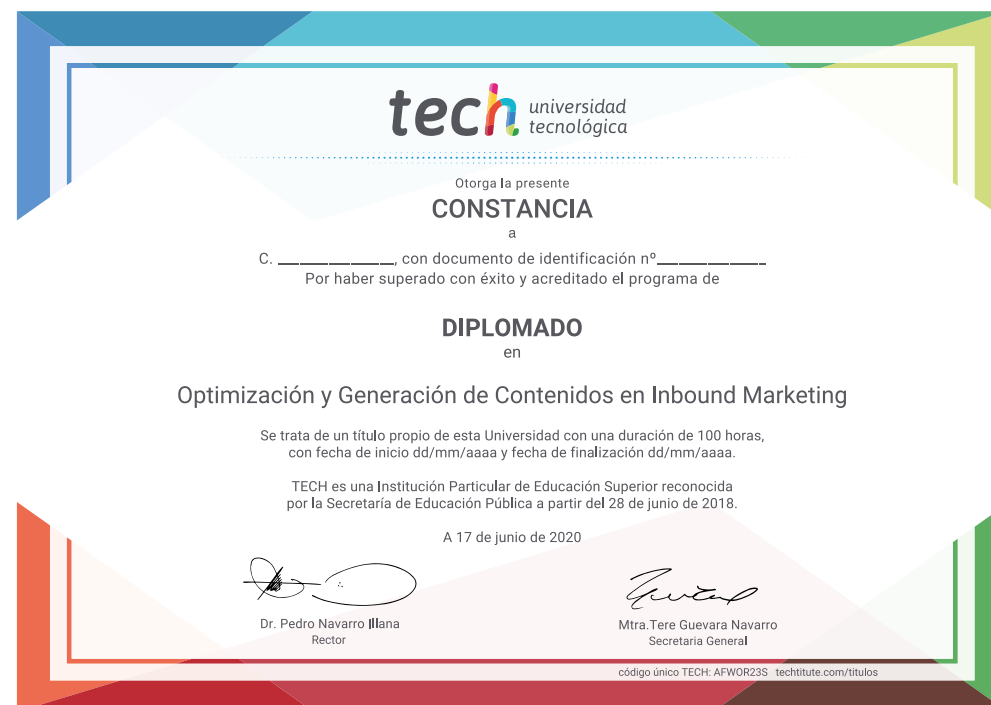 tech universidad
tecnológica
Otorga la presente
CONSTANCIA
a
C. ______________, con documento de identificación nº_____________
Por haber superado con éxito y acreditado el programa de
DIPLOMADO
en
Optimización y Generación de Contenidos en Inbound Marketing
Se trata de un título propio de esta Universidad con una duración de 100 horas,
con fecha de inicio dd/mm/aaaa y fecha de finalización dd/mm/aaaa.
TECH es una Institución Particular de Educación Superior reconocida
por la Secretaría de Educación Pública a partir del 28 de junio de 2018.
A 17 de junio de 2020
Dr. Pedro Navarro Illana
Rector
Mtra.Tere Guevara Navarro
Secretaria General
código único TECH: AFWOR23S techtitute.com/titulos